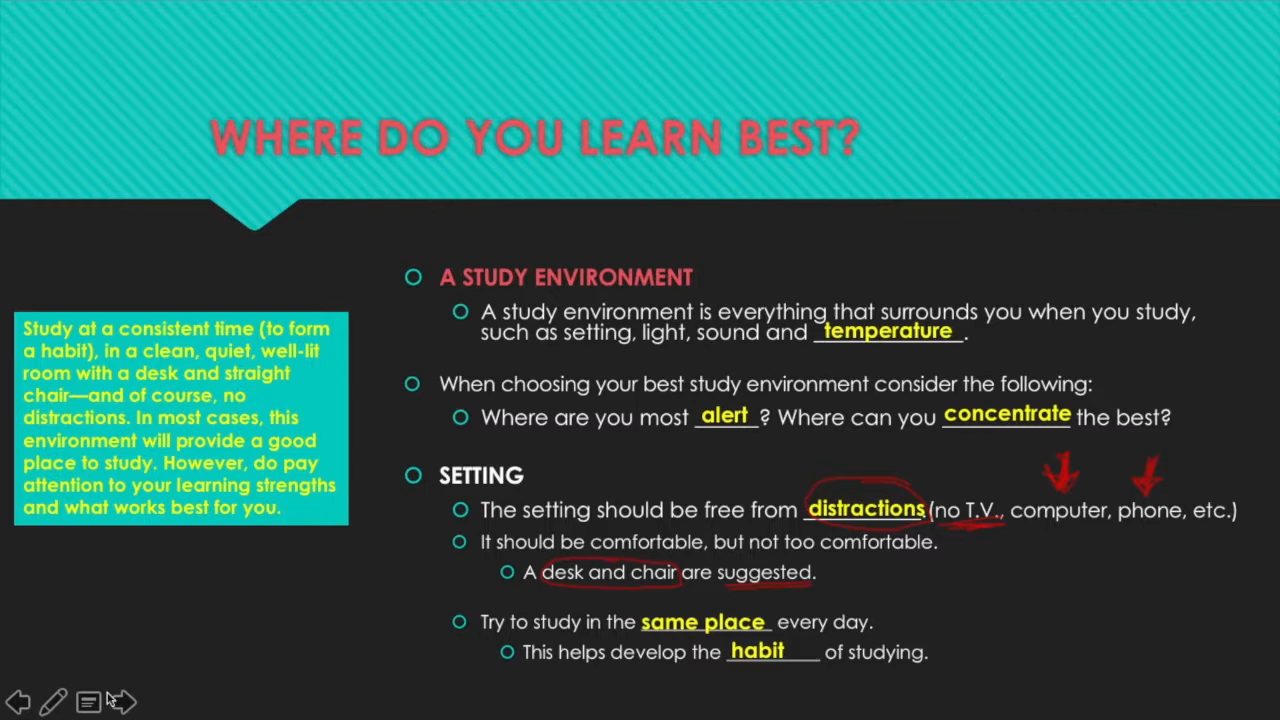 WHERE DO YOU LEARN BEST?
Study at a consistent time (to form
a habit), in a clean, quiet, well-lit
room with a desk and straight
chair—and of course, no
distractions. In most cases, this
environment will provide a good
place to study. However, do pay
attention to your learning strengths
and what works best for you.
A STUDY ENVIRONMENT
A study environment is everything that surrounds you when you study,
such as setting, light, sound and temperature.
When choosing your best study environment consider the following:
Where are you most alert? Where can you concentrate the best?
SETTING
The setting should be free from distractions (no T.V., computer, phone, etc.)
It should be comfortable, but not too comfortable.
A desk and chair are suggested.
Try to study in the same place every day.
This helps develop the habit of studying.